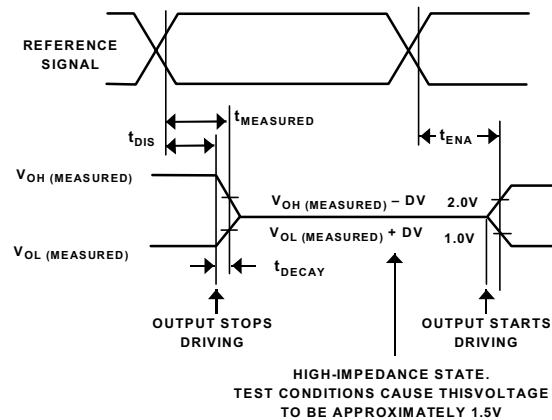 REFERENCE
SIGNAL
tMEASURED
tDIS
tENA
VOH (MEASURED)
VOH (MEASURED) – DV 2.0V
VOL (MEASURED) + DV 1.0V
VOL (MEASURED)
tDECAY
OUTPUT STOPS
DRIVING
OUTPUT STARTS
DRIVING
HIGH-IMPEDANCE STATE.
TEST CONDITIONS CAUSE THISVOLTAGE
TO BE APPROXIMATELY 1.5V